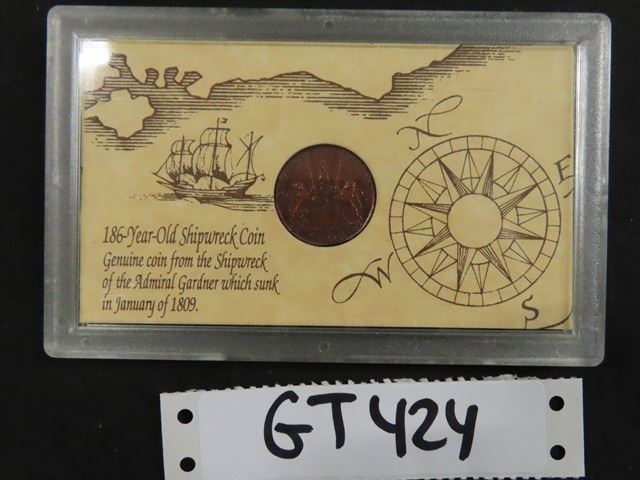 N
E
W
S
186-Year-Old Shipwreck Coin
Genuine coin from the Shipwreck
of the Admiral Gardner which sunk
in January of 1809.
GT424